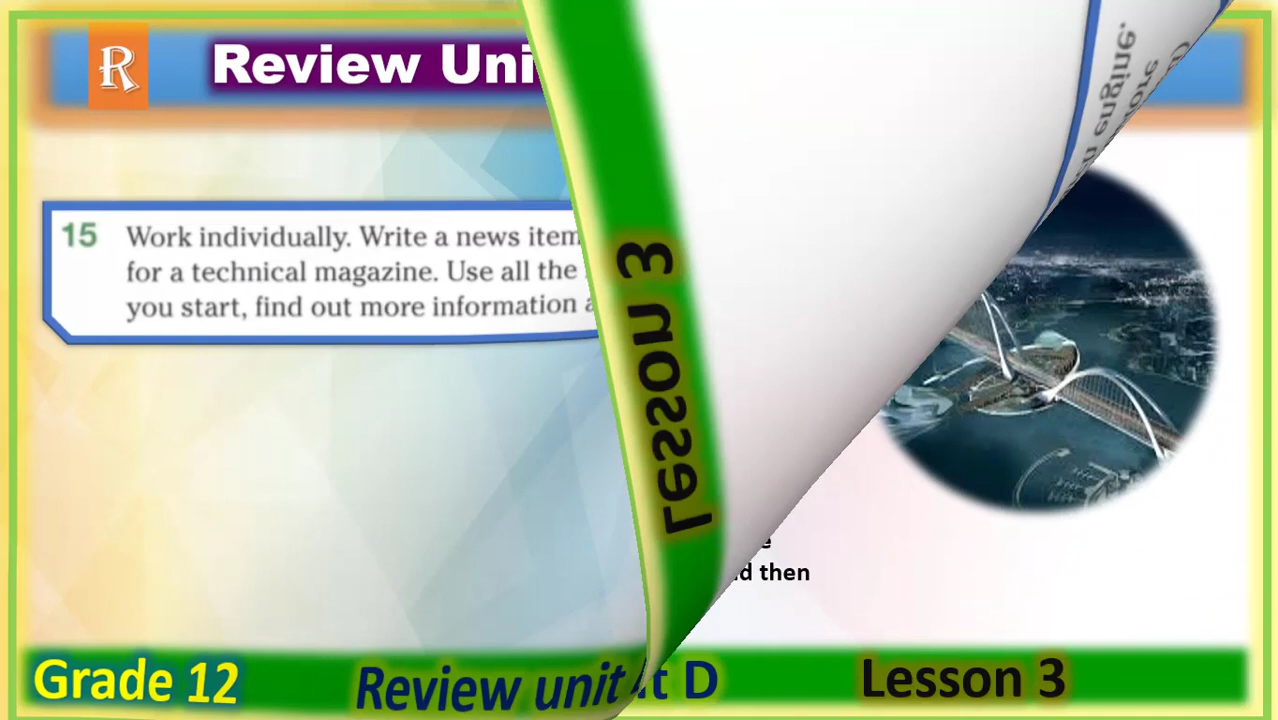 R
Review Uni
15 Work individually. Write a news item
for a technical magazine. Use all the
you start, find out more information
engine.
Lesson 3
then
Grade 12
Review unit
t D
Lesson 3